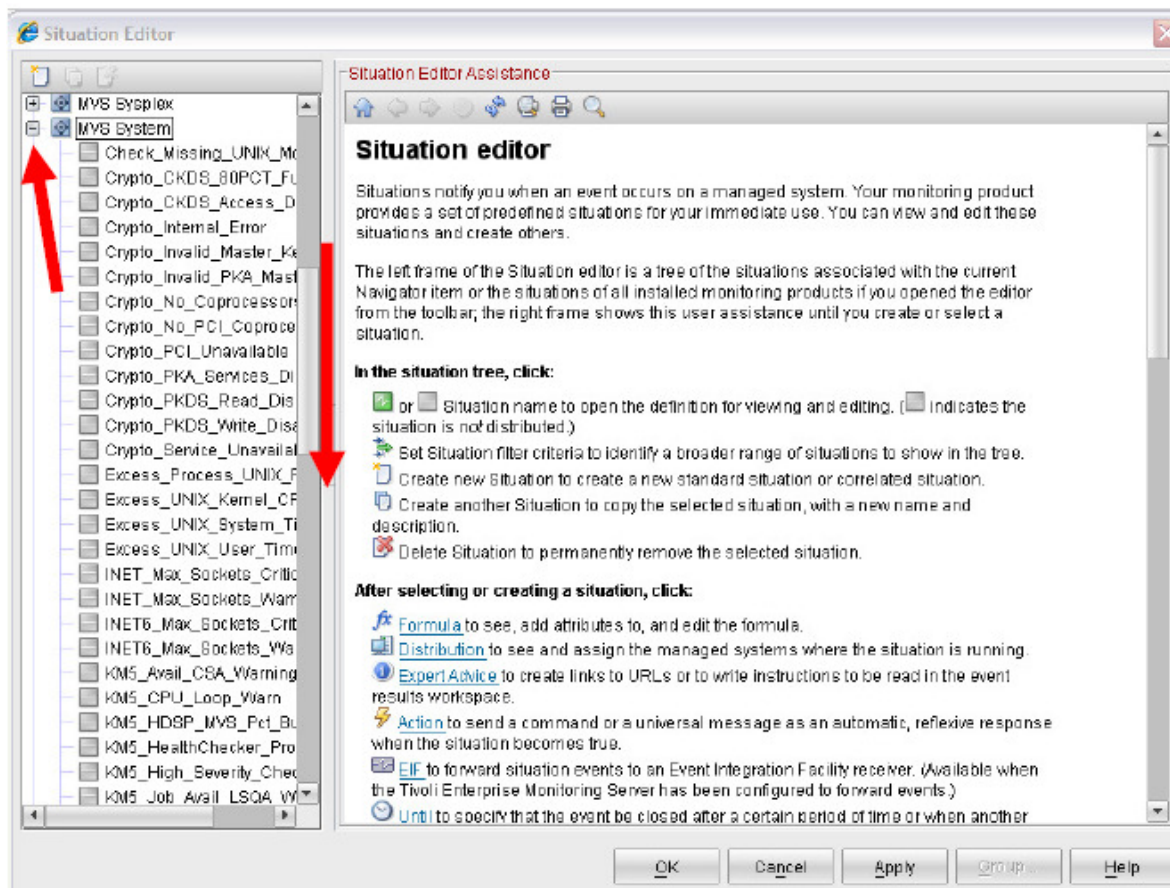 Situation Editor
MVS Sysplex
MVS System
Check_Missing_UNIX_Mo
Crypto_CKDS_80PCT_Fu
Crypto_CKDS_Access_D
Crypto_Internal_Error
Crypto_Invalid_Master_Ke
Crypto_Invalid_PKA_Mast
Crypto_No_Coprocessors
Crypto_No_PCI_Coproce
Crypto_PCI_Unavailable
Crypto_PKA_Services_Di
Crypto_PKDS_Read_Dis
Crypto_PKDS_Write_Disa
Crypto_Service_Unavailal
Excess_Process_UNIX_P
Excess_UNIX_Kernel_CP
Excess_UNIX_System_Ti
Excess_UNIX_User_Time
INET_Max_Sockets_Critic
INET_Max_Sockets_Warn
INET6_Max_Sockets_Crit
INET6_Max_Sockets_Wa
KM5_Avail_CSA_Warning
KM5_CPU_Loop_Warn
KM5_HDSP_MVS_Pct_Bu
KM5_HealthChecker_Pro
KM5_High_Severity_Chec
KM5_Job_Avail_LSQA_W
Situation Editor Assistance
Situation editor
Situations notify you when an event occurs on a managed system. Your monitoring product
provides a set of predefined situations for your immediate use. You can view and edit these
situations and create others.
The left frame of the Situation editor is a tree of the situations associated with the current
Navigator item or the situations of all installed monitoring products if you opened the editor
from the toolbar; the right frame shows this user assistance until you create or select a
situation.
In the situation tree, click:
or Situation name to open the definition for viewing and editing. ( indicates the
situation is not distributed.)
Set Situation filter criteria to identify a broader range of situations to show in the tree.
Create new Situation to create a new standard situation or correlated situation.
Create another Situation to copy the selected situation, with a new name and
description.
Delete Situation to permanently remove the selected situation.
After selecting or creating a situation, click:
fx Formula to see, add attributes to, and edit the formula.
Distribution to see and assign the managed systems where the situation is running.
Expert Advice to create links to URLs or to write instructions to be read in the event
results workspace.
Action to send a command or a universal message as an automatic, reflexive response
when the situation becomes true.
EIF to forward situation events to an Event Integration Facility receiver. (Available when
the Tivoli Enterprise Monitoring Server has been configured to forward events.)
Until to specify that the event be closed after a certain period of time or when another
OK Cancel Apply Group... Help